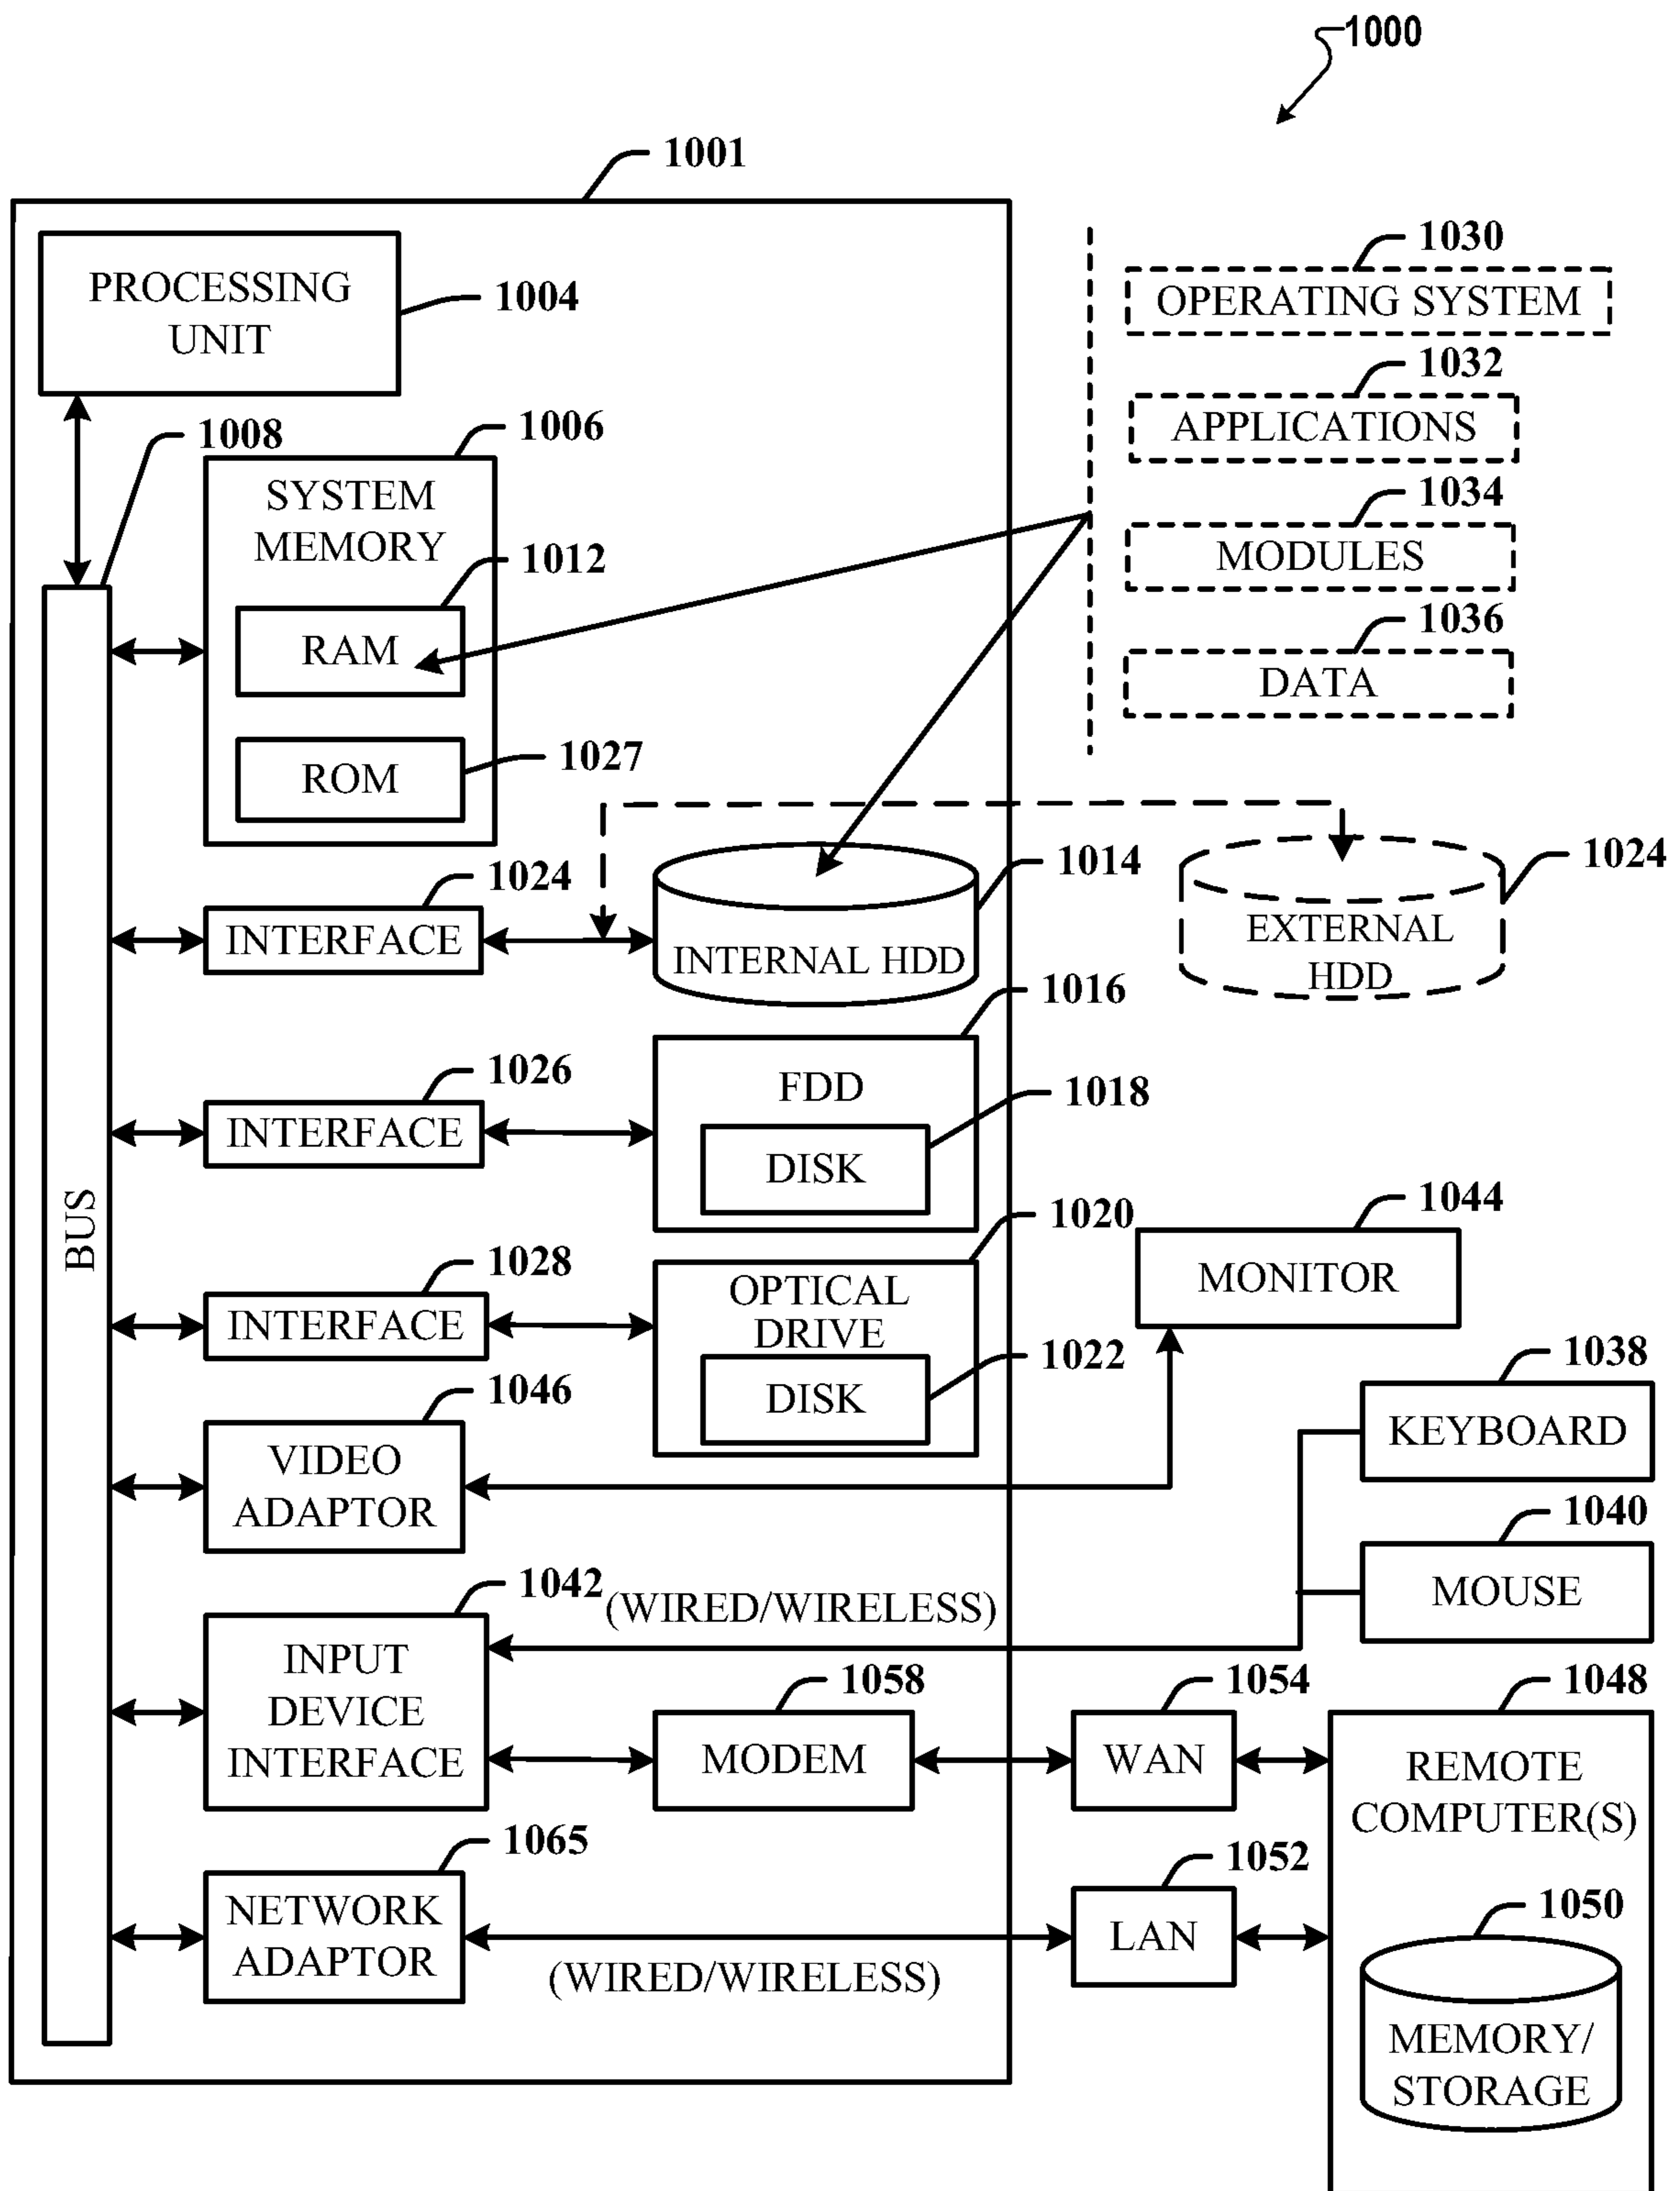 1000
1001
PROCESSING
UNIT
1004
1030
OPERATING SYSTEM
1032
APPLICATIONS
1034
MODULES
1036
DATA
1008
1006
SYSTEM
MEMORY
1012
RAM
1027
ROM
1024
INTERFACE
1014
INTERNAL HDD
1024
EXTERNAL
HDD
1026
INTERFACE
1016
FDD
1018
DISK
BUS
1028
INTERFACE
1020
OPTICAL
DRIVE
1022
DISK
1044
MONITOR
1046
VIDEO
ADAPTOR
1038
KEYBOARD
1040
MOUSE
1042
(WIRED/WIRELESS)
INPUT
DEVICE
INTERFACE
1058
MODEM
1054
WAN
1048
REMOTE
COMPUTER(S)
1065
NETWORK
ADAPTOR
(WIRED/WIRELESS)
1052
LAN
1050
MEMORY/
STORAGE